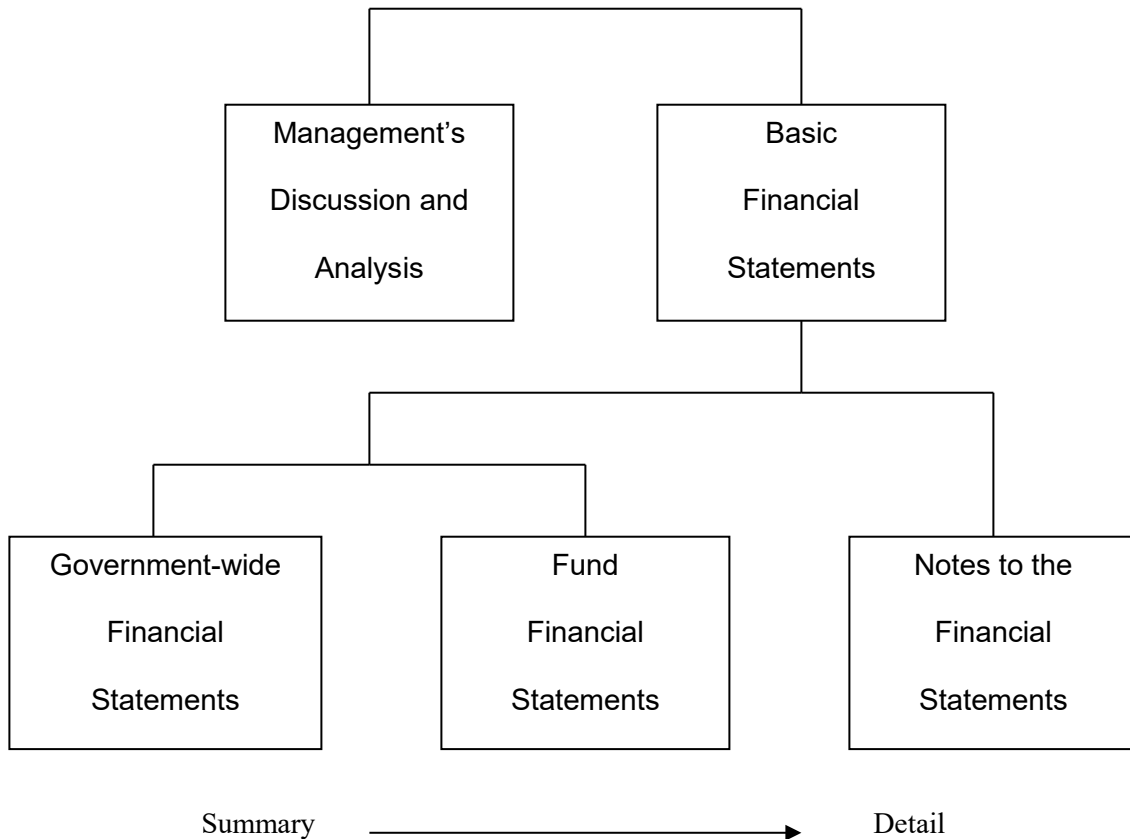 Management’s
Discussion and
Analysis
Basic
Financial
Statements
Government-wide
Financial
Statements
Fund
Financial
Statements
Notes to the
Financial
Statements
Summary
Detail